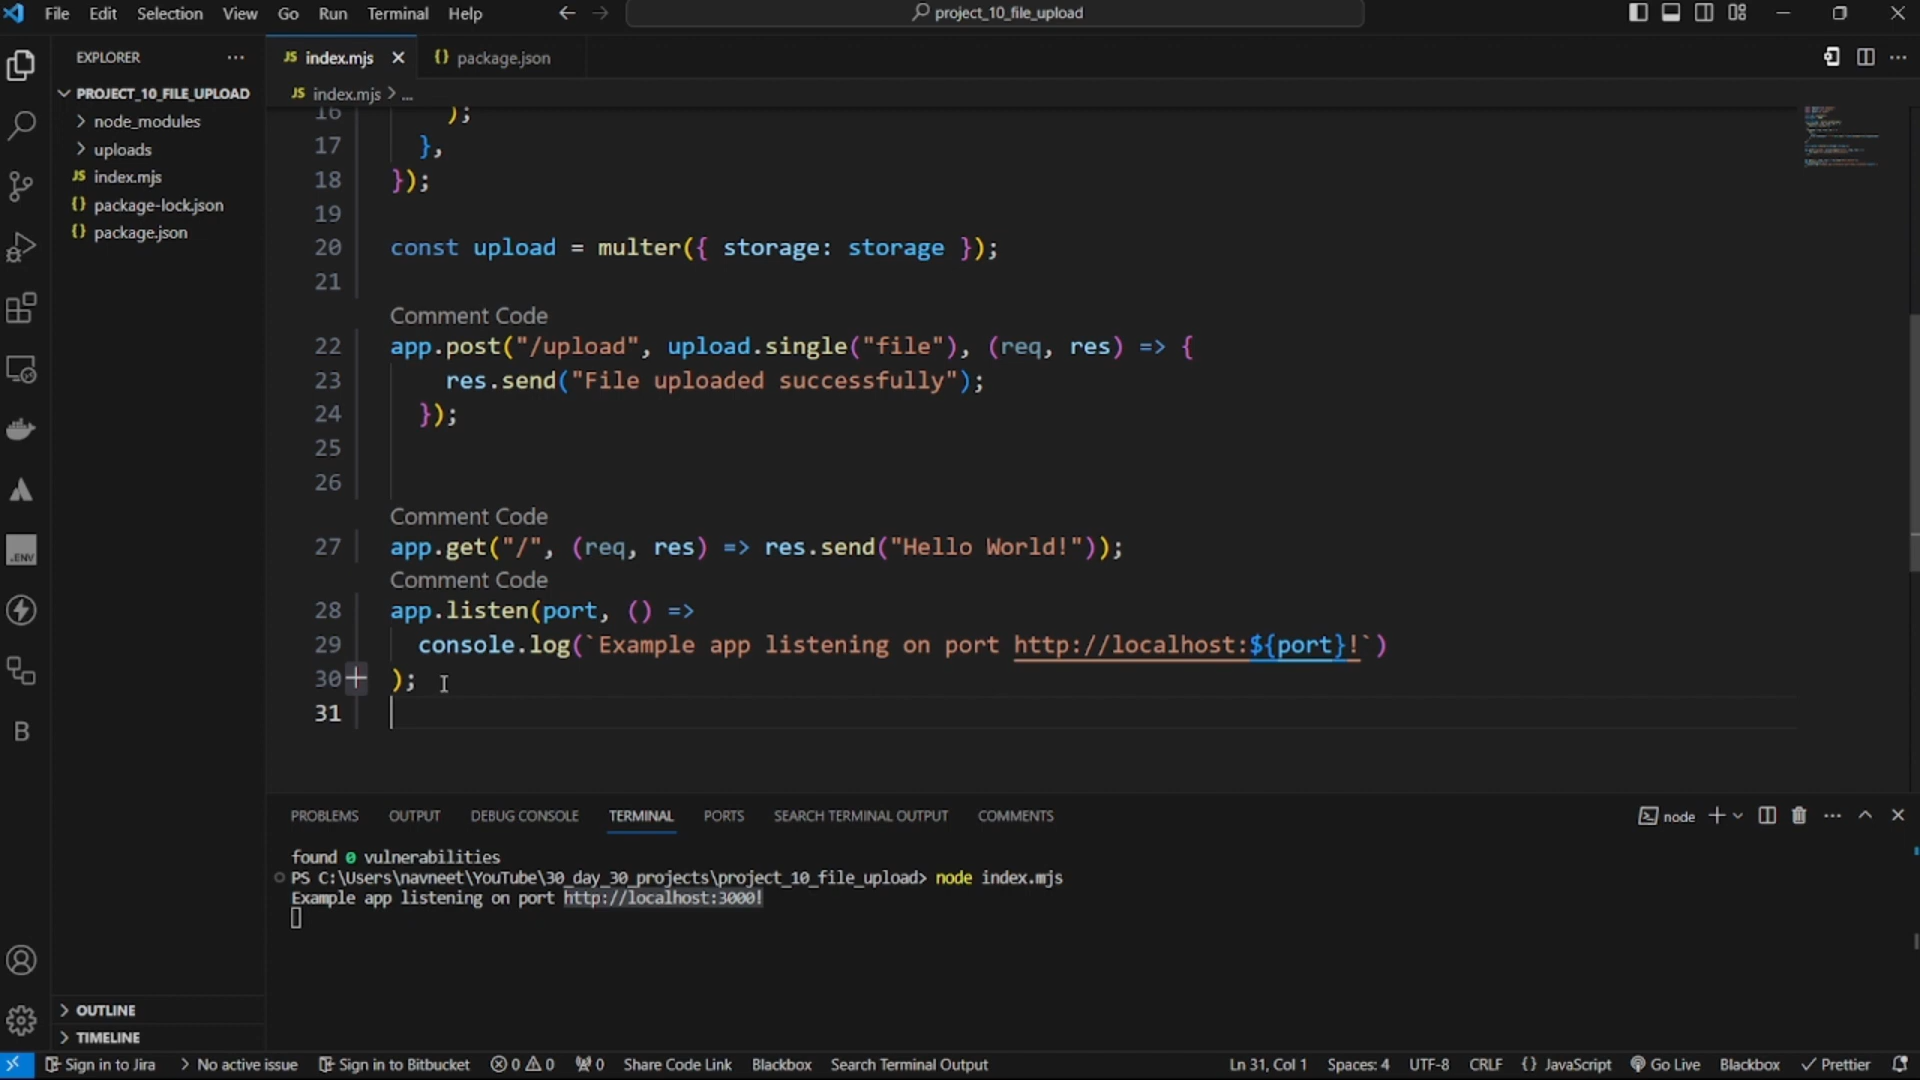 File Edit Selection View Go Run Terminal Help
project_10_file_upload
EXPLORER
PROJECT_10_FILE_UPLOAD
node_modules
uploads
JS index.mjs
{} package-lock.json
{} package.json
OUTLINE
TIMELINE
.ENV
B
JS index.mjs
{} package.json
JS index.mjs > ...
16 );
17 },
18 });
19
20 const upload = multer({ storage: storage });
21
Comment Code
22 app.post("/upload", upload.single("file"), (req, res) => {
23 res.send("File uploaded successfully");
24 });
25
26
Comment Code
27 app.get("/", (req, res) => res.send("Hello World!"));
Comment Code
28 app.listen(port, () =>
29 console.log(`Example app listening on port http://localhost:${port}!`)
30 );
31
PROBLEMS OUTPUT DEBUG CONSOLE TERMINAL PORTS SEARCH TERMINAL OUTPUT COMMENTS
node
found 0 vulnerabilities
PS C:\Users\navneet\YouTube\30_day_30_projects\project_10_file_upload> node index.mjs
Example app listening on port http://localhost:3000!
Sign in to Jira No active issue Sign in to Bitbucket 0 0 0 Share Code Link Blackbox Search Terminal Output Ln 31, Col 1 Spaces: 4 UTF-8 CRLF {} JavaScript Go Live Blackbox Prettier